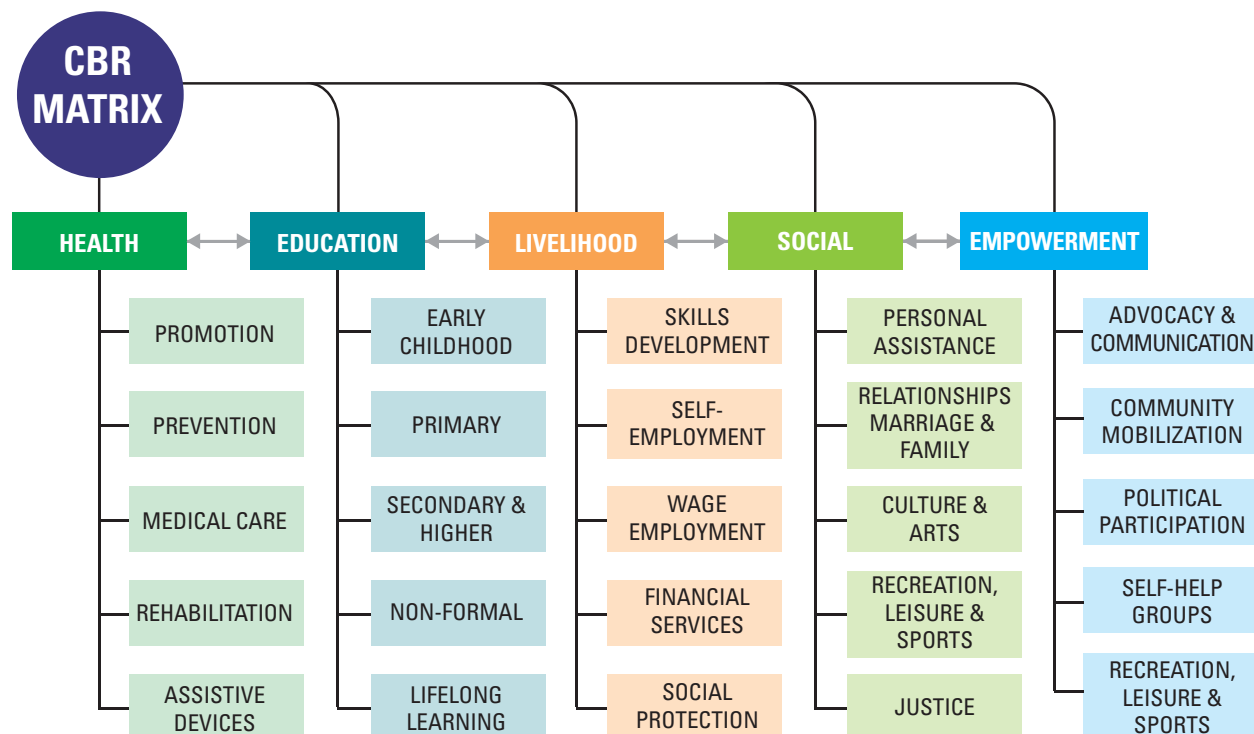 CBR
MATRIX
HEALTH
EDUCATION
LIVELIHOOD
SOCIAL
EMPOWERMENT
PROMOTION
PREVENTION
MEDICAL CARE
REHABILITATION
ASSISTIVE
DEVICES
EARLY
CHILDHOOD
PRIMARY
SECONDARY &
HIGHER
NON-FORMAL
LIFELONG
LEARNING
SKILLS
DEVELOPMENT
SELF-
EMPLOYMENT
WAGE
EMPLOYMENT
FINANCIAL
SERVICES
SOCIAL
PROTECTION
PERSONAL
ASSISTANCE
RELATIONSHIPS
MARRIAGE &
FAMILY
CULTURE &
ARTS
RECREATION,
LEISURE &
SPORTS
JUSTICE
ADVOCACY &
COMMUNICATION
COMMUNITY
MOBILIZATION
POLITICAL
PARTICIPATION
SELF-HELP
GROUPS
RECREATION,
LEISURE &
SPORTS